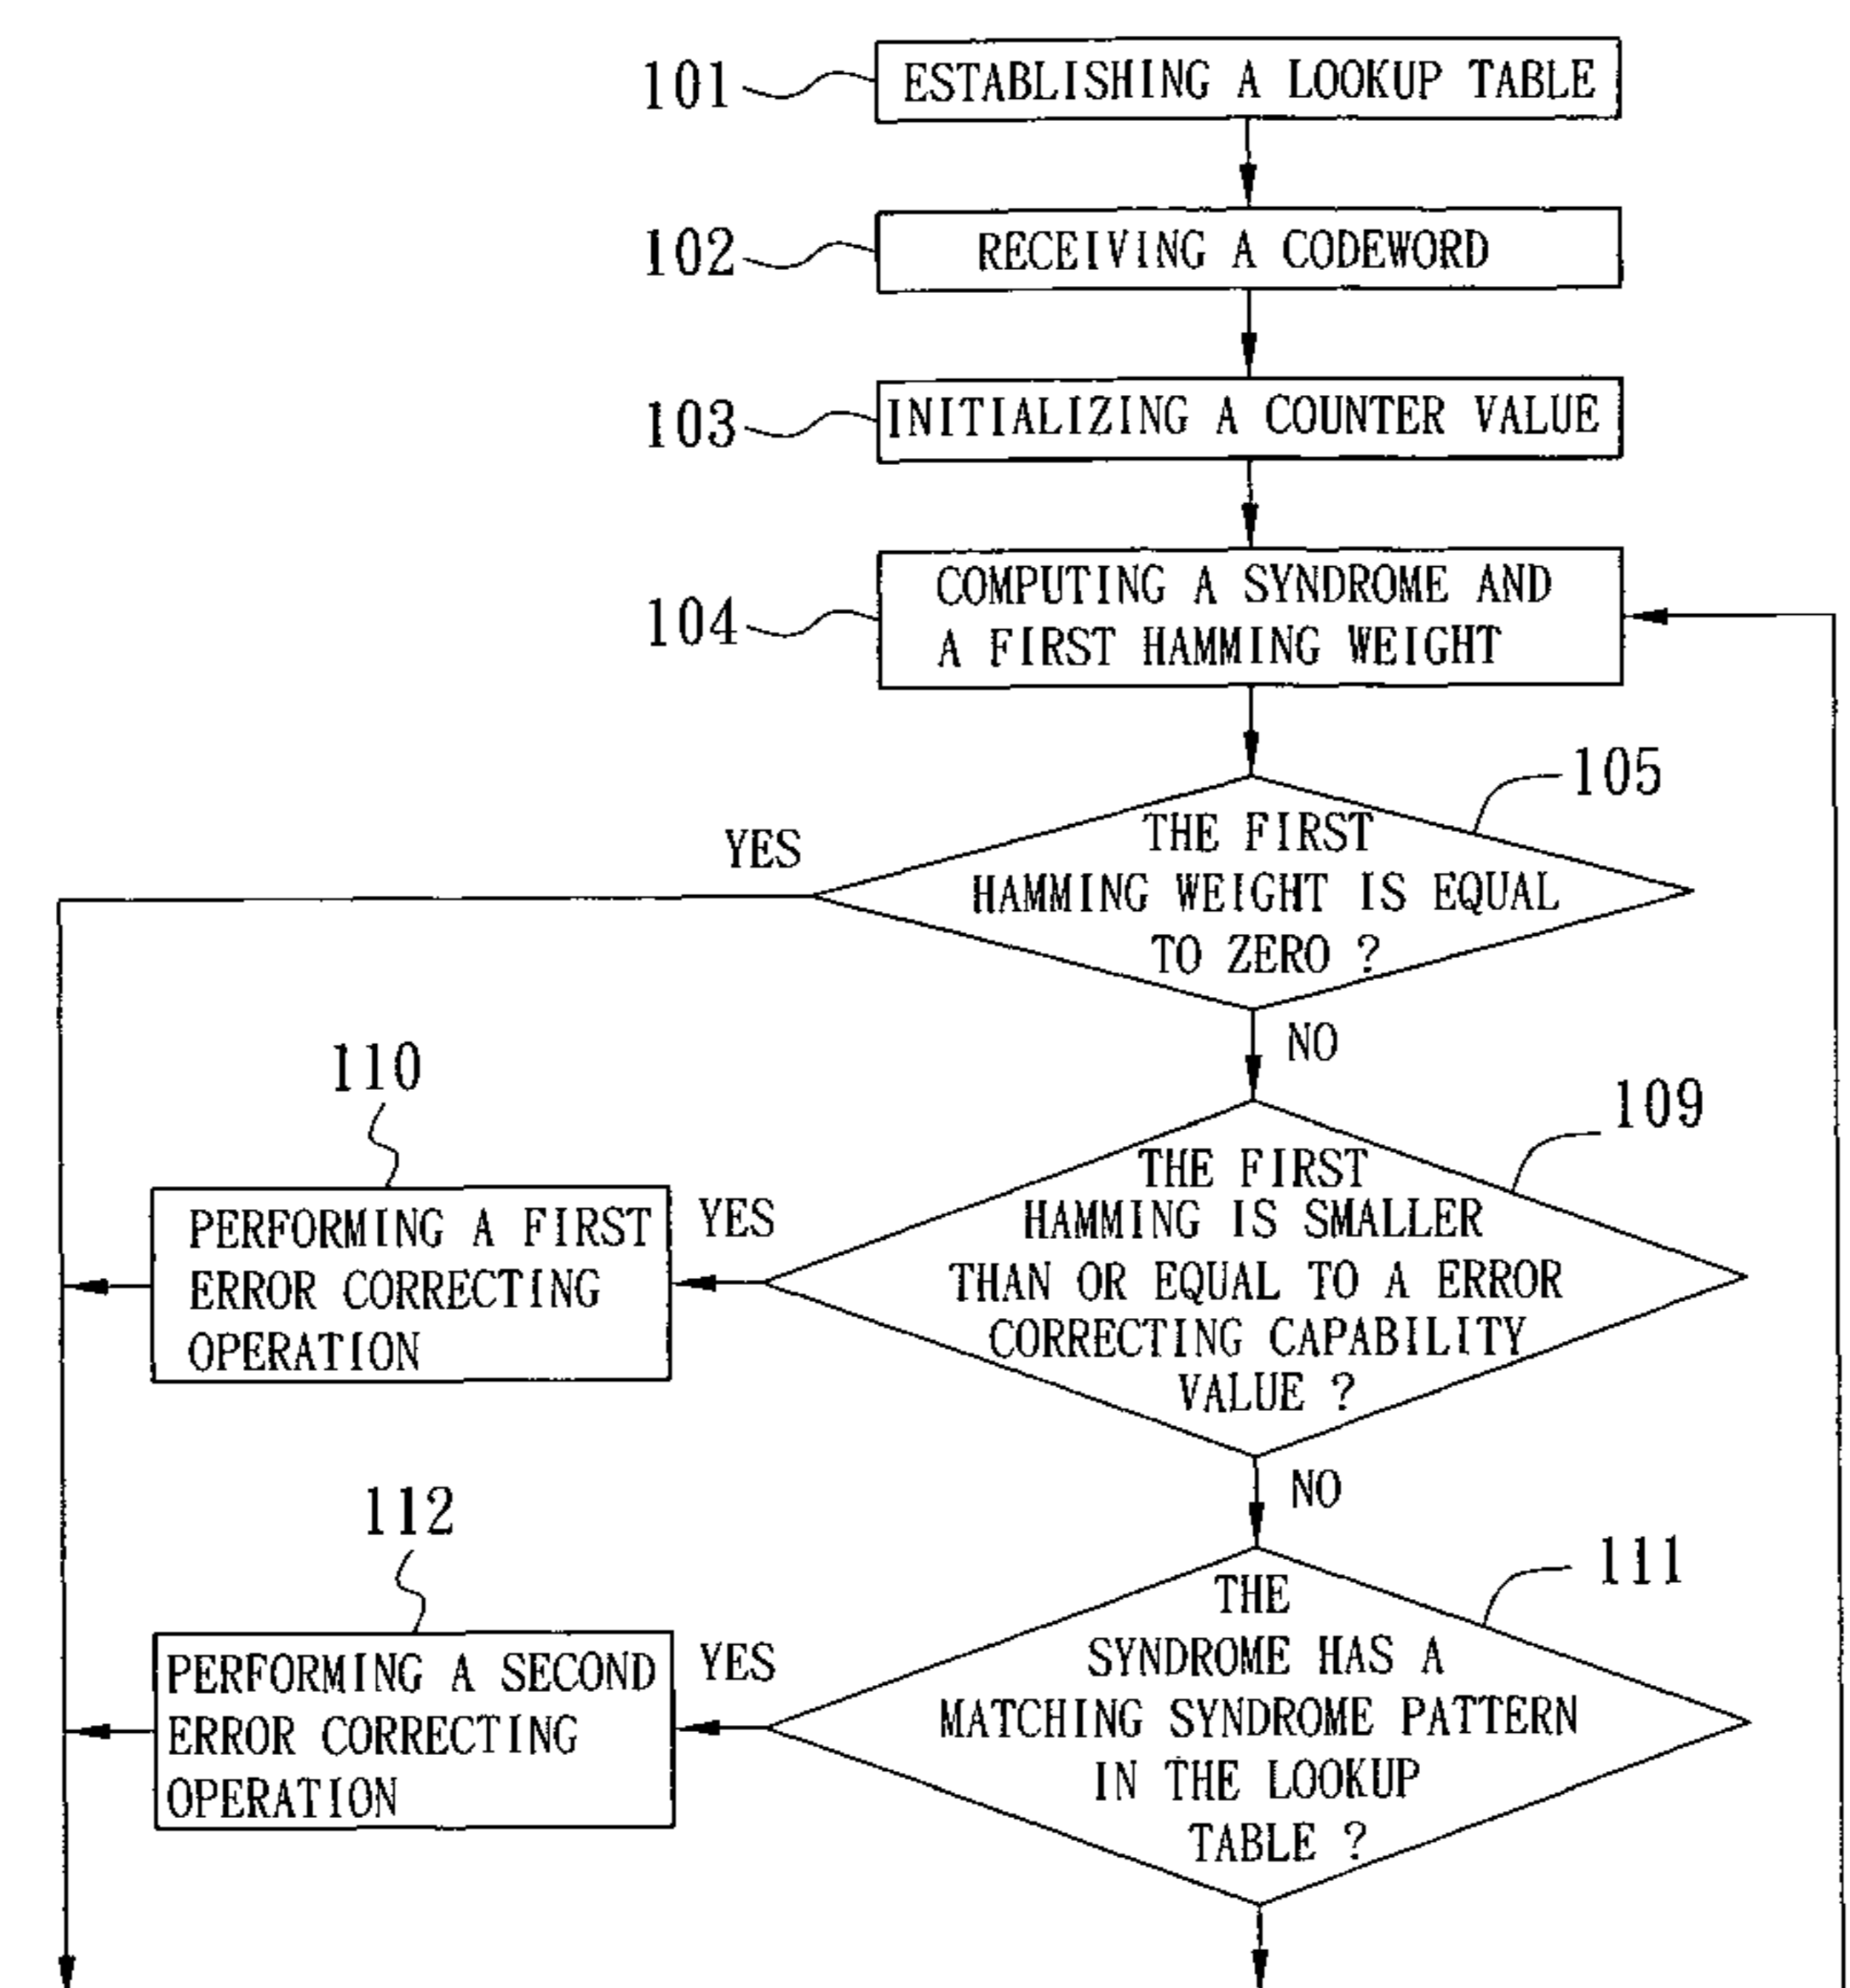 101
ESTABLISHING A LOOKUP TABLE
102
RECEIVING A CODEWORD
103
INITIALIZING A COUNTER VALUE
104
COMPUTING A SYNDROME AND
A FIRST HAMMING WEIGHT
105
YES
THE FIRST
HAMMING WEIGHT IS EQUAL
TO ZERO ?
NO
110
109
PERFORMING A FIRST
ERROR CORRECTING
OPERATION
YES
THE FIRST
HAMMING IS SMALLER
THAN OR EQUAL TO A ERROR
CORRECTING CAPABILITY
VALUE ?
NO
112
111
PERFORMING A SECOND
ERROR CORRECTING
OPERATION
YES
THE
SYNDROME HAS A
MATCHING SYNDROME PATTERN
IN THE LOOKUP
TABLE ?